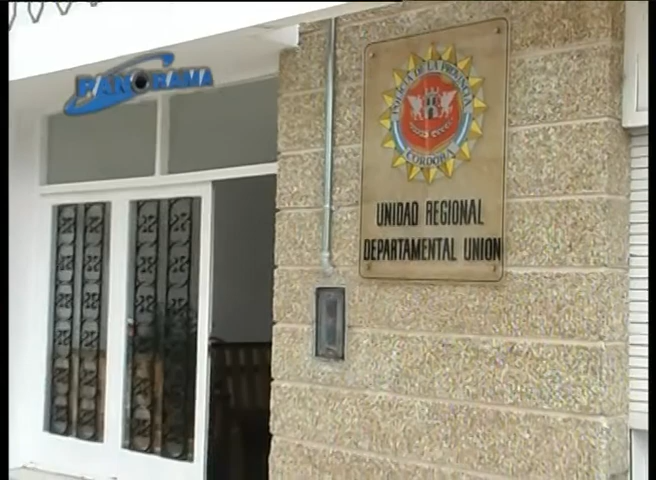 PANORAMA
POLICIA DE LA PROVINCIA
CORDOBA
UNIDAD REGIONAL
DEPARTAMENTAL UNION